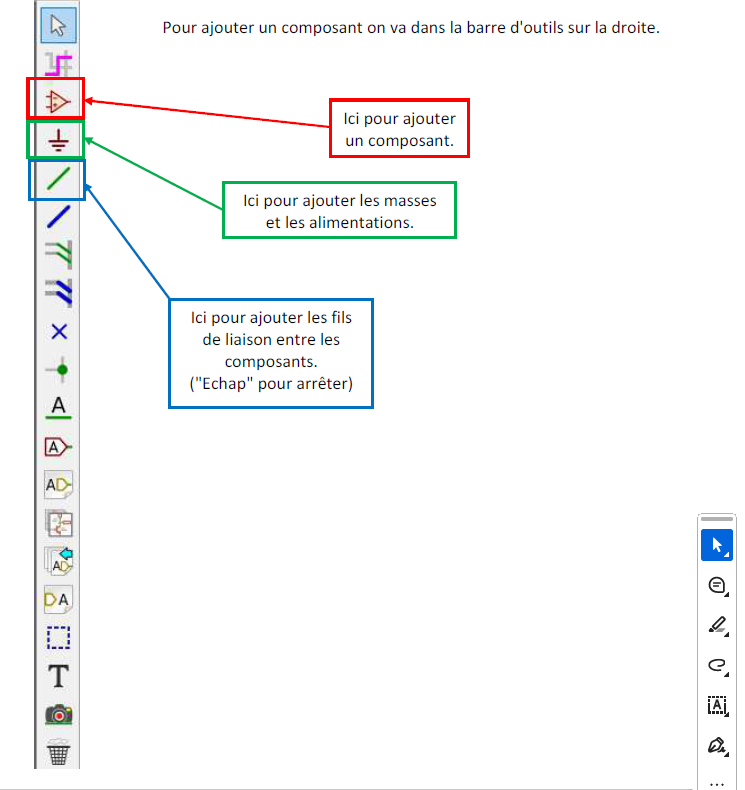 Pour ajouter un composant on va dans la barre d'outils sur la droite.
Ici pour ajouter
un composant.
Ici pour ajouter les masses
et les alimentations.
Ici pour ajouter les fils
de liaison entre les
composants.
("Echap" pour arrêter)
A
A
AD
AD
DA
T
A